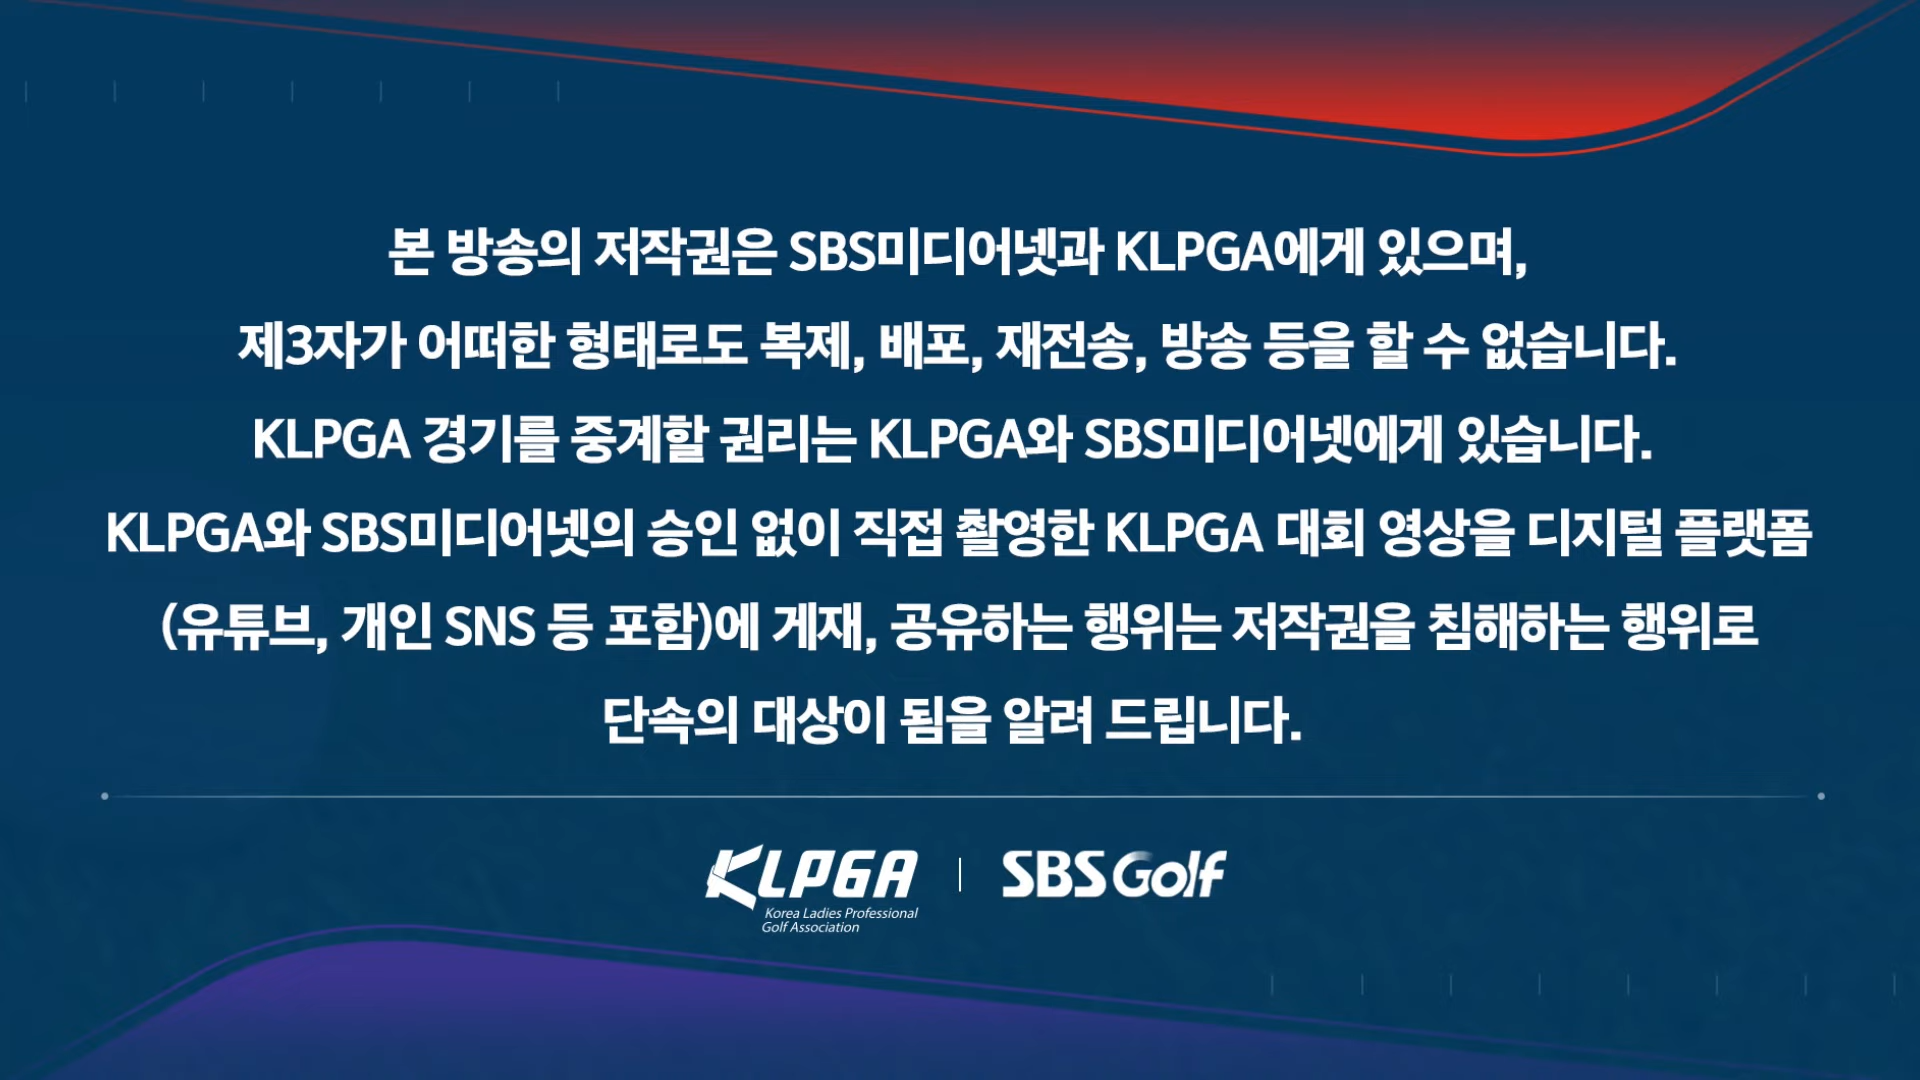 본 방송의 저작권은 SBS미디어넷과 KLPGA에게 있으며,
제3자가 어떠한 형태로도 복제, 배포, 재전송, 방송 등을 할 수 없습니다.
KLPGA 경기를 중계할 권리는 KLPGA와 SBS미디어넷에게 있습니다.
KLPGA와 SBS미디어넷의 승인 없이 직접 촬영한 KLPGA 대회 영상을 디지털 플랫폼
(유튜브, 개인 SNS 등 포함)에 게재, 공유하는 행위는 저작권을 침해하는 행위로
단속의 대상이 됨을 알려 드립니다.
KLPGA | SBS Golf
Korea Ladies Professional
Golf Association